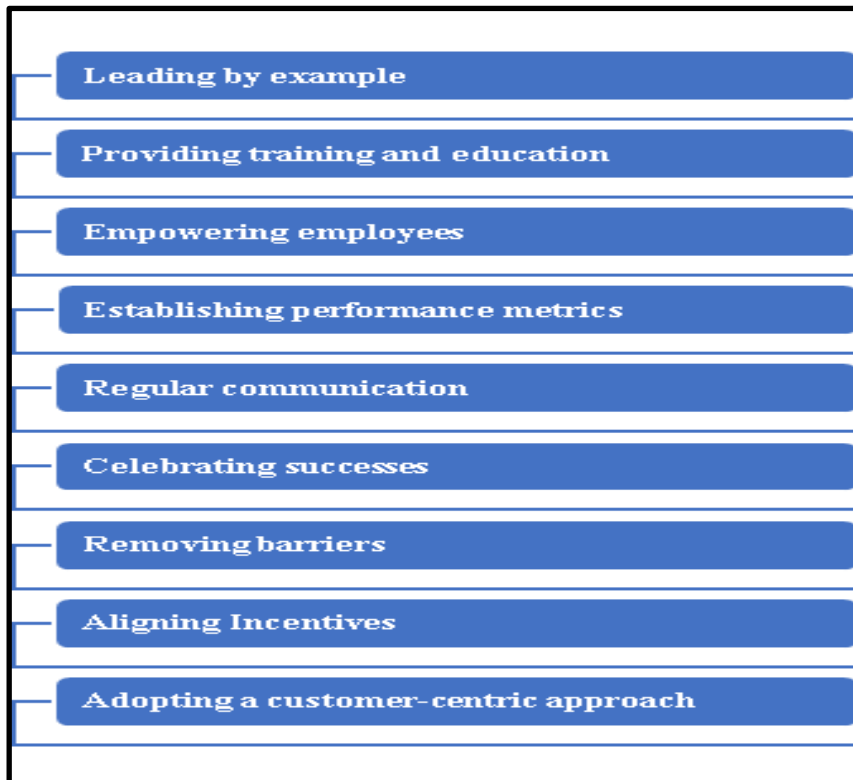 Leading by example
Providing training and education
Empowering employees
Establishing performance metrics
Regular communication
Celebrating successes
Removing barriers
Aligning Incentives
Adopting a customer-centric approach